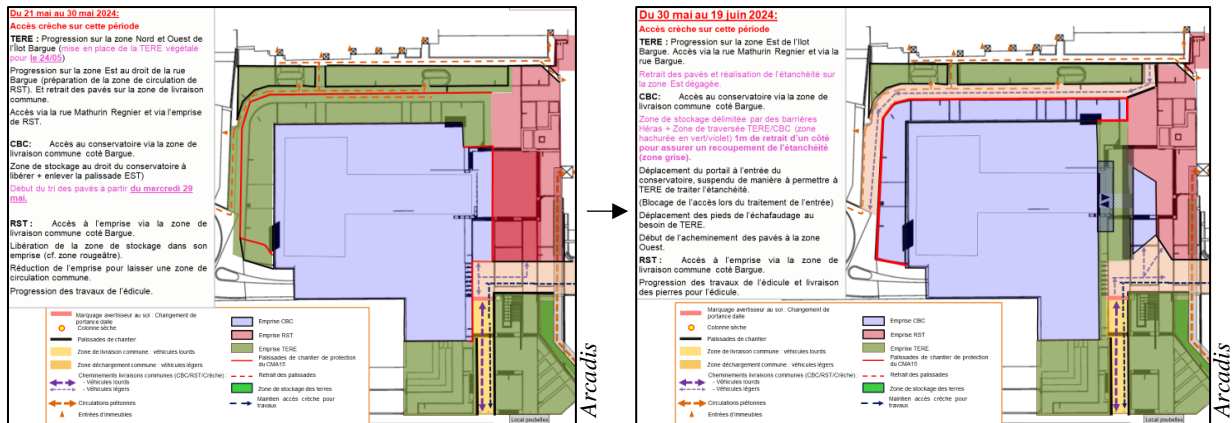 Du 21 mai au 30 mai 2024:
Accès crèche sur cette période
TERE : Progression sur la zone Nord et Ouest de
l'Îlot Bargue (mise en place de la TERE végétale
pour le 24/05)
Progression sur la zone Est au droit de la rue
Bargue (préparation de la zone de circulation de
RST). Et retrait des pavés sur la zone de livraison
commune.
Accès via la rue Mathurin Regnier et via l'emprise
de RST.
CBC: Accès au conservatoire via la zone de
livraison commune coté Bargue.
Zone de stockage au droit du conservatoire à
libérer + enlever la palissade EST)
Début du tri des pavés à partir du mercredi 29
mai.
RST : Accès à l'emprise via la zone de
livraison commune coté Bargue.
Libération de la zone de stockage dans son
emprise (cf. zone rougeâtre).
Réduction de l'emprise pour laisser une zone de
circulation commune.
Progression des travaux de l'édicule.
Marquage avertisseur au sol : Changement de
portance dalle
Colonne sèche
Palissades de chantier
Zone de livraison commune : véhicules lourds
Zone déchargement commune : véhicules légers
Cheminements livraisons communes (CBC/RST/Crèche):
- Véhicules lourds
- Véhicules légers
Circulations piétonnes
Entrées d'immeubles
Emprise CBC
Emprise RST
Emprise TERE
Palissades de chantier de protection
du CMA15
Retrait des palissades
Zone de stockage des terres
Maintien accès crèche pour
travaux
Local poubelles
Arcadis
Du 30 mai au 19 juin 2024:
Accès crèche sur cette période
TERE : Progression sur la zone Est de l'Ilot
Bargue. Accès via la rue Mathurin Regnier et via la
rue Bargue.
Retrait des pavés et réalisation de l'étanchéité sur
la zone Est dégagée.
CBC: Accès au conservatoire via la zone de
livraison commune coté Bargue.
Zone de stockage délimitée par des barrières
Héras + Zone de traversée TERE/CBC (zone
hachurée en vert/violet) 1m de retrait d'un côté
pour assurer un recoupement de l'étanchéité
(zone grise).
Déplacement du portail à l'entrée du
conservatoire, suspendu de manière à permettre à
TERE de traiter l'étanchéité.
(Blocage de l'accès lors du traitement de l'entrée)
Déplacement des pieds de l'échafaudage au
besoin de TERE.
Début de l'acheminement des pavés à la zone
Ouest.
RST : Accès à l'emprise via la zone de
livraison commune coté Bargue.
Progression des travaux de l'édicule et livraison
des pierres pour l'édicule.
Marquage avertisseur au sol : Changement de
portance dalle
Colonne sèche
Palissades de chantier
Zone de livraison commune : véhicules lourds
Zone déchargement commune : véhicules légers
Cheminements livraisons communes (CBC/RST/Crèche):
- Véhicules lourds
- Véhicules légers
Circulations piétonnes
Entrées d'immeubles
Emprise CBC
Emprise RST
Emprise TERE
Palissades de chantier de protection
du CMA15
Retrait des palissades
Zone de stockage des terres
Maintien accès crèche pour
travaux
Local poubelles
Arcadis